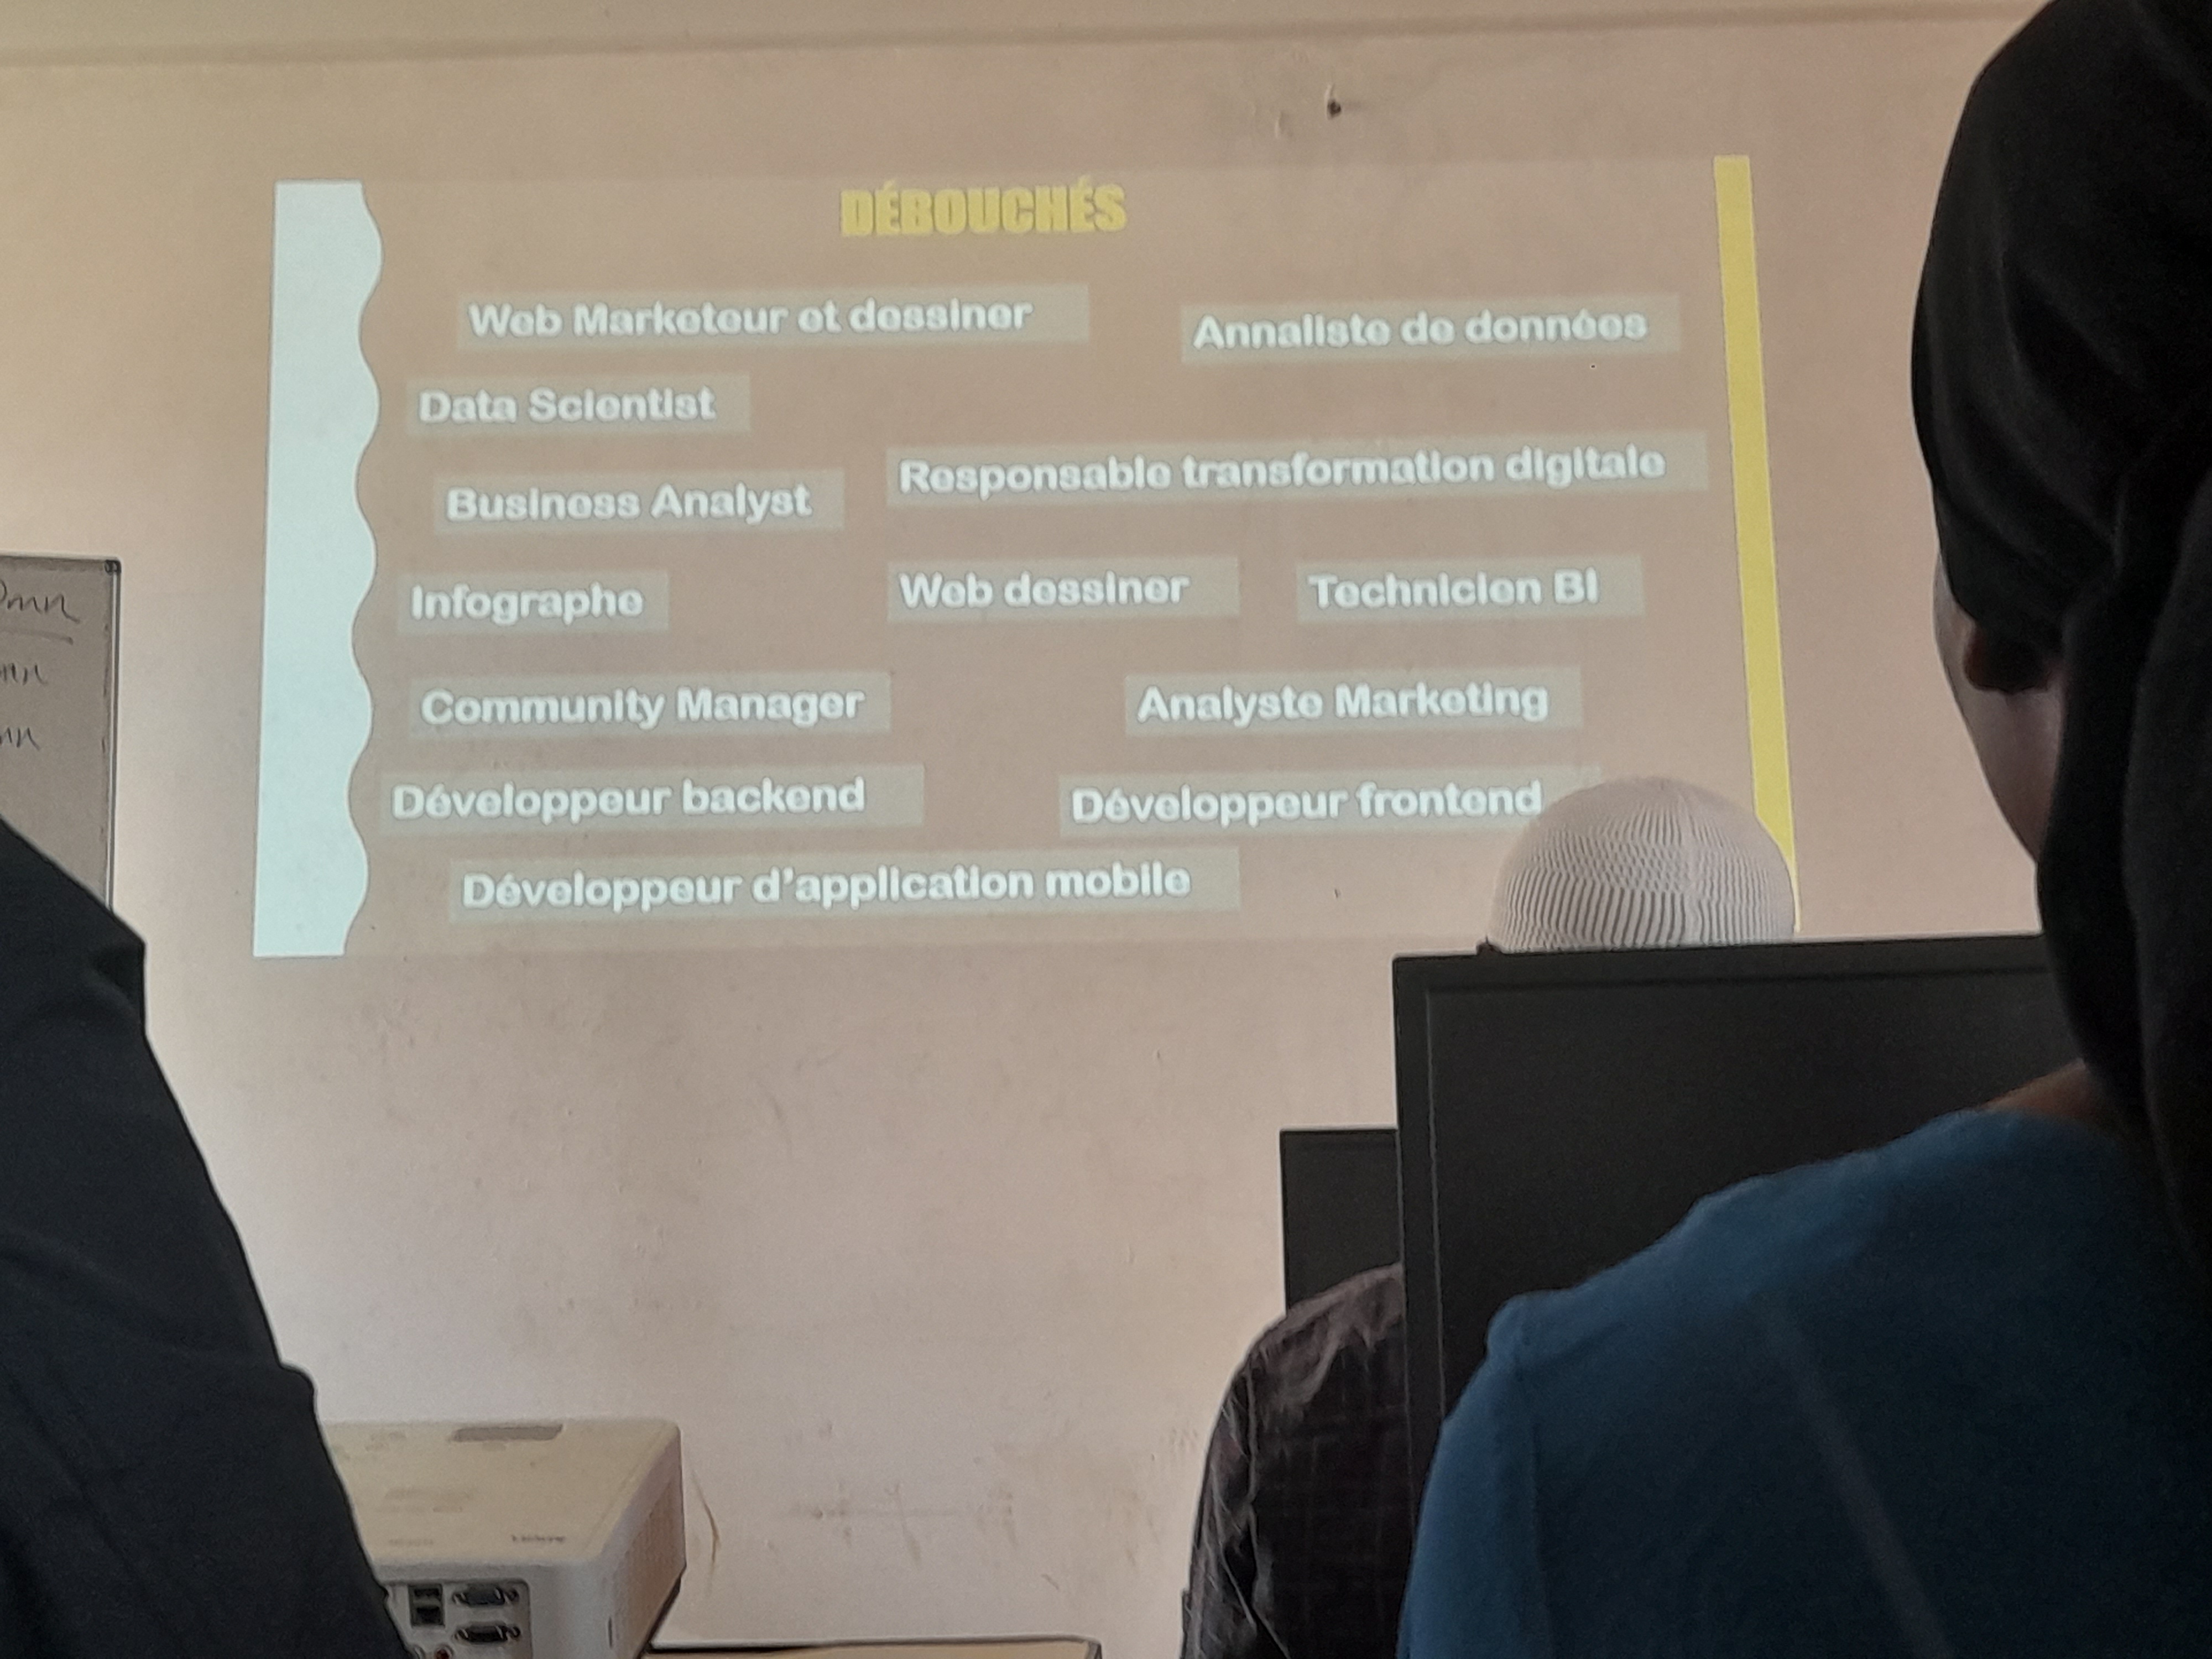 DÉBOUCHÉS
Web Marketeur et dessiner
Annaliste de données
Data Scientist
Responsable transformation digitale
Business Analyst
Infographe
Web dessiner
Technicien BI
Community Manager
Analyste Marketing
Développeur backend
Développeur frontend
Développeur d'application mobile